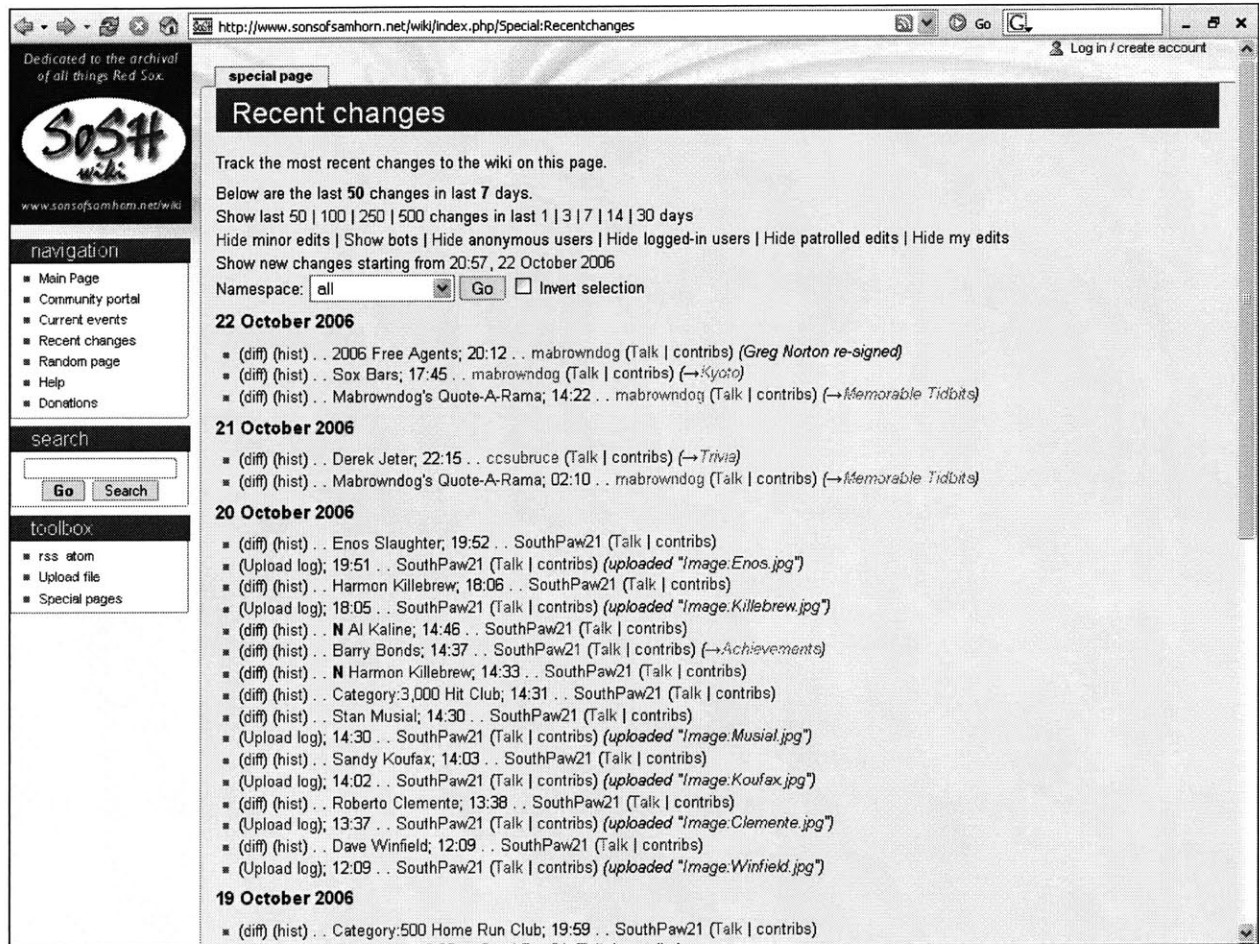 http://www.sonsofsamhorn.net/wiki/index.php/Special:Recentchanges
Go
G
Log in / create account
Dedicated to the archival
of all things Red Sox.
SoSH
wiki
www.sonsofsamhorn.net/wiki
navigation
Main Page
Community portal
Current events
Recent changes
Random page
Help
Donations
search
Go Search
toolbox
rss atom
Upload file
Special pages
special page
Recent changes
Track the most recent changes to the wiki on this page.
Below are the last 50 changes in last 7 days.
Show last 50 | 100 | 250 | 500 changes in last 1 | 3 | 7 | 14 | 30 days
Hide minor edits | Show bots | Hide anonymous users | Hide logged-in users | Hide patrolled edits | Hide my edits
Show new changes starting from 20:57, 22 October 2006
Namespace: all Go Invert selection
22 October 2006
(diff) (hist) . . 2006 Free Agents; 20:12 . . mabrowndog (Talk | contribs) (Greg Norton re-signed)
(diff) (hist) . . Sox Bars; 17:45 . . mabrowndog (Talk | contribs) (→Kyoto)
(diff) (hist) . . Mabrowndog's Quote-A-Rama; 14:22 . . mabrowndog (Talk | contribs) (→Memorable Tidbits)
21 October 2006
(diff) (hist) . . Derek Jeter; 22:15 . . ccsubruce (Talk | contribs) (→Trivia)
(diff) (hist) . . Mabrowndog's Quote-A-Rama; 02:10 . . mabrowndog (Talk | contribs) (→Memorable Tidbits)
20 October 2006
(diff) (hist) . . Enos Slaughter; 19:52 . . SouthPaw21 (Talk | contribs)
(Upload log); 19:51 . . SouthPaw21 (Talk | contribs) (uploaded "Image:Enos.jpg")
(diff) (hist) . . Harmon Killebrew; 18:06 . . SouthPaw21 (Talk | contribs)
(Upload log); 18:05 . . SouthPaw21 (Talk | contribs) (uploaded "Image:Killebrew.jpg")
(diff) (hist) . . N Al Kaline; 14:46 . . SouthPaw21 (Talk | contribs)
(diff) (hist) . . Barry Bonds; 14:37 . . SouthPaw21 (Talk | contribs) (→Achievements)
(diff) (hist) . . N Harmon Killebrew; 14:33 . . SouthPaw21 (Talk | contribs)
(diff) (hist) . . Category:3,000 Hit Club; 14:31 . . SouthPaw21 (Talk | contribs)
(diff) (hist) . . Stan Musial; 14:30 . . SouthPaw21 (Talk | contribs)
(Upload log); 14:30 . . SouthPaw21 (Talk | contribs) (uploaded "Image:Musial.jpg")
(diff) (hist) . . Sandy Koufax; 14:03 . . SouthPaw21 (Talk | contribs)
(Upload log); 14:02 . . SouthPaw21 (Talk | contribs) (uploaded "Image:Koufax.jpg")
(diff) (hist) . . Roberto Clemente; 13:38 . . SouthPaw21 (Talk | contribs)
(Upload log); 13:37 . . SouthPaw21 (Talk | contribs) (uploaded "Image:Clemente.jpg")
(diff) (hist) . . Dave Winfield; 12:09 . . SouthPaw21 (Talk | contribs)
(Upload log); 12:09 . . SouthPaw21 (Talk | contribs) (uploaded "Image:Winfield.jpg")
19 October 2006
(diff) (hist) . . Category:500 Home Run Club; 19:59 . . SouthPaw21 (Talk | contribs)